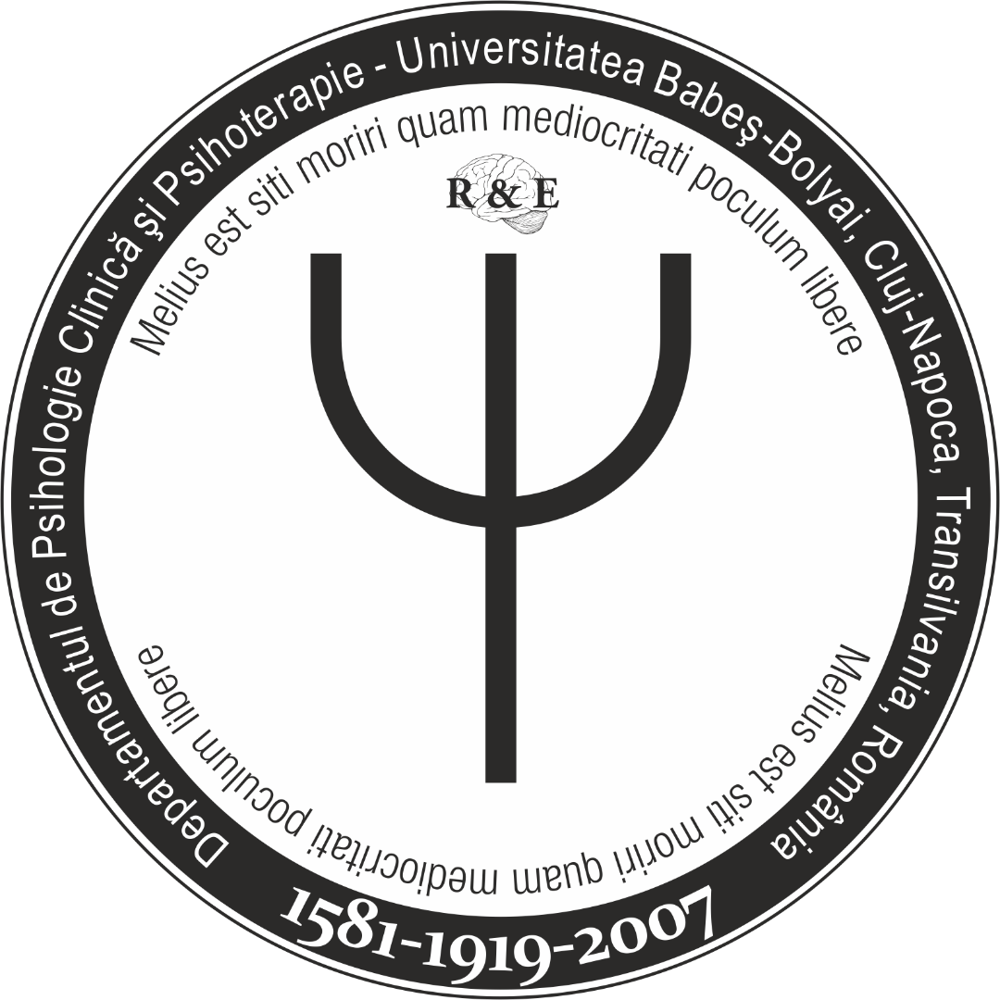 Departamentul de Psihologie Clinică şi Psihoterapie - Universitatea Babeş-Bolyai, Cluj-Napoca, Transilvania, România
Melius est siti moriri quam mediocritati poculum libere
R & E
Melius est siti moriri quam mediocritati poculum libere
1581-1919-2007